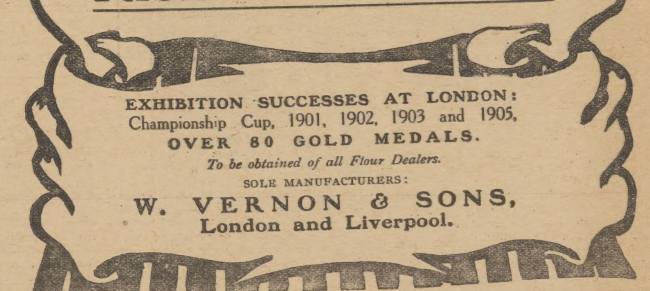 EXHIBITION SUCCESSES AT LONDON:
Championship Cup, 1901, 1902, 1903 and 1905,
OVER 80 GOLD MEDALS.
To be obtained of all Flour Dealers.
SOLE MANUFACTURERS:
W. VERNON & SONS,
London and Liverpool.